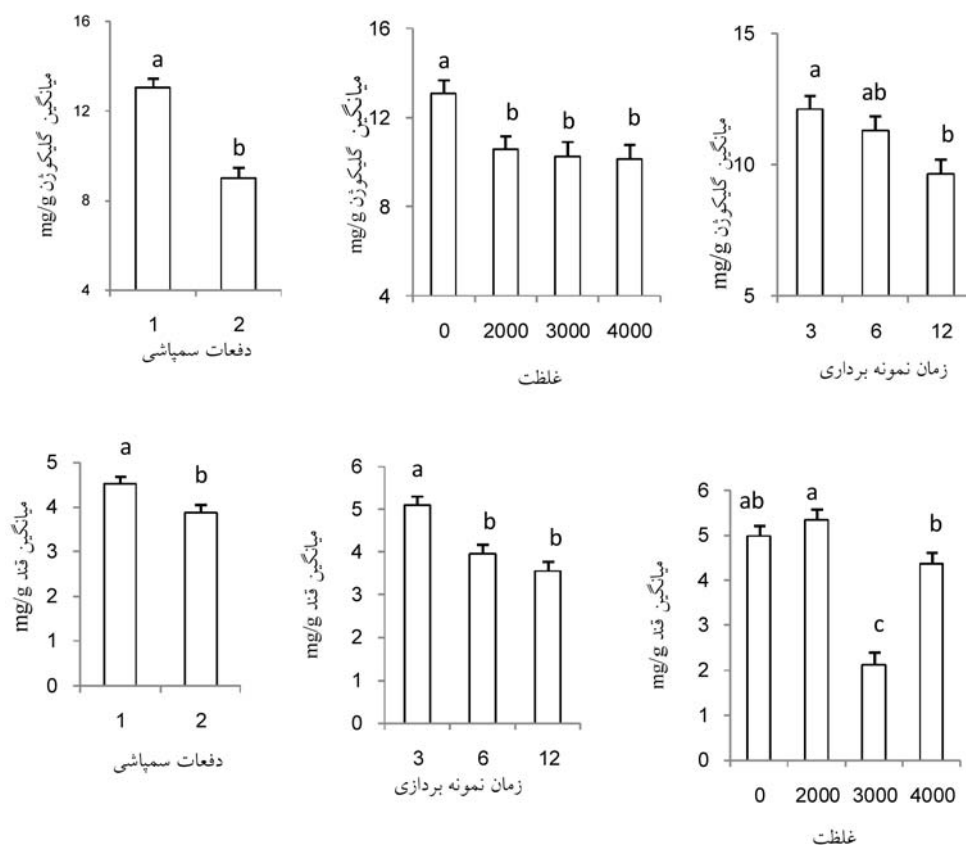 میانگین گلیکوژن mg/g
16
12
8
4
a
b
1 2
دفعات سمپاشی
میانگین گلیکوژن mg/g
16
12
8
4
a
b
b
b
0 2000 3000 4000
غلظت
میانگین گلیکوژن mg/g
15
10
5
a
ab
b
3 6 12
زمان نمونه برداری
میانگین قند mg/g
5
4
3
2
1
0
a
b
1 2
دفعات سمپاشی
میانگین قند mg/g
6
5
4
3
2
1
0
a
b
b
3 6 12
زمان نمونه بردازی
میانگین قند mg/g
6
5
4
3
2
1
0
ab
a
c
b
0 2000 3000 4000
غلظت